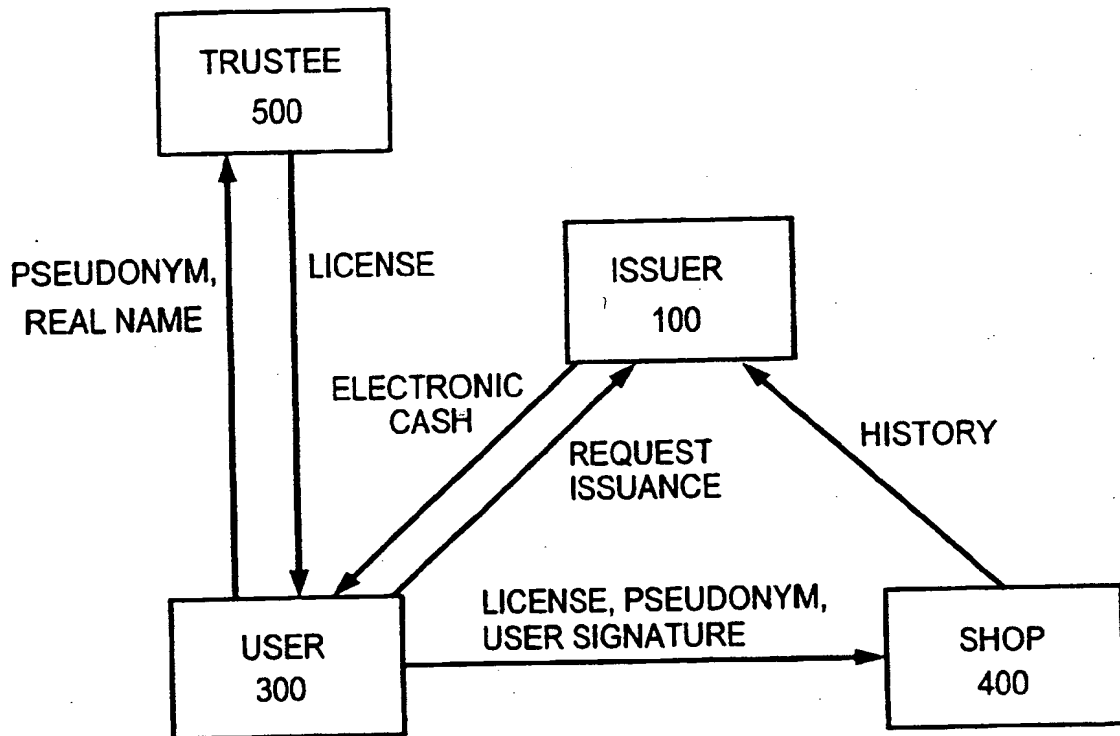 TRUSTEE
500
PSEUDONYM,
REAL NAME
LICENSE
ISSUER
100
ELECTRONIC
CASH
REQUEST
ISSUANCE
HISTORY
LICENSE, PSEUDONYM,
USER SIGNATURE
USER
300
SHOP
400